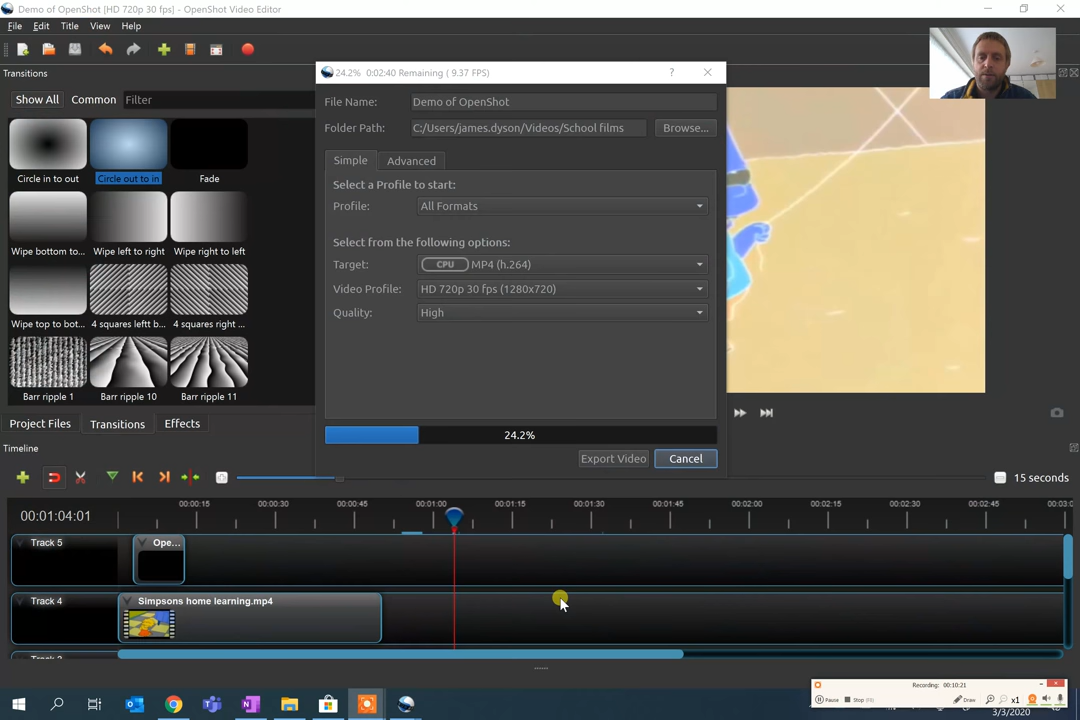 Demo of OpenShot [HD 720p 30 fps] - OpenShot Video Editor
File Edit Title View Help
Transitions
Show All Common Filter
Circle in to out Circle out to in Fade
Wipe bottom to... Wipe left to right Wipe right to left
Wipe top to bot... 4 squares leftt b... 4 squares right ...
Barr ripple 1 Barr ripple 10 Barr ripple 11
Project Files Transitions Effects
24.2% 0:02:40 Remaining ( 9.37 FPS)
File Name: Demo of OpenShot
Folder Path: C:/Users/james.dyson/Videos/School films Browse...
Simple Advanced
Select a Profile to start:
Profile: All Formats
Select from the following options:
Target: CPU MP4 (h.264)
Video Profile: HD 720p 30 fps (1280x720)
Quality: High
24.2%
Export Video Cancel
Timeline
15 seconds
00:01:04:01
00:00:15 00:00:30 00:00:45 00:01:00 00:01:15 00:01:30 00:01:45 00:02:00 00:02:15 00:02:30 00:02:45 00:03:0
Track 5 Ope...
Track 4 Simpsons home learning.mp4
Recording: 00:10:21
Pause Stop (F8) Draw x1
3/3/2020